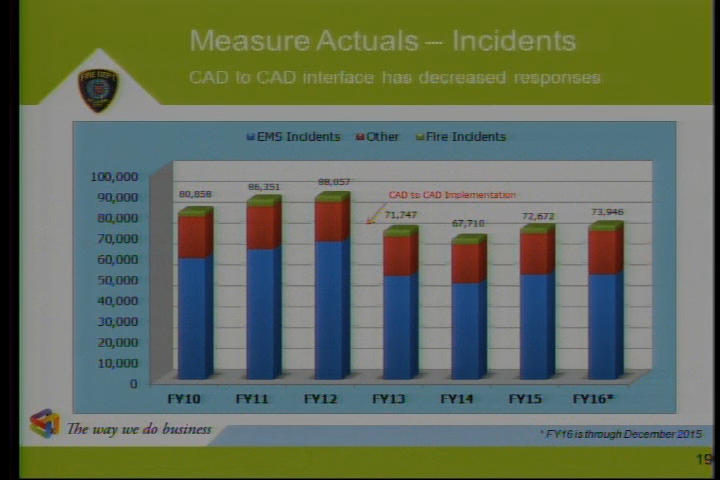 Measure Actuals – Incidents
CAD to CAD interface has decreased responses
FIRE DEPT
EMS Incidents Other Fire Incidents
100,000
90,000
80,000
70,000
60,000
50,000
40,000
30,000
20,000
10,000
0
80,858
86,351
88,057
CAD to CAD Implementation
71,747
67,710
72,672
73,946
FY10 FY11 FY12 FY13 FY14 FY15 FY16*
The way we do business
* FY16 is through December 2015
19